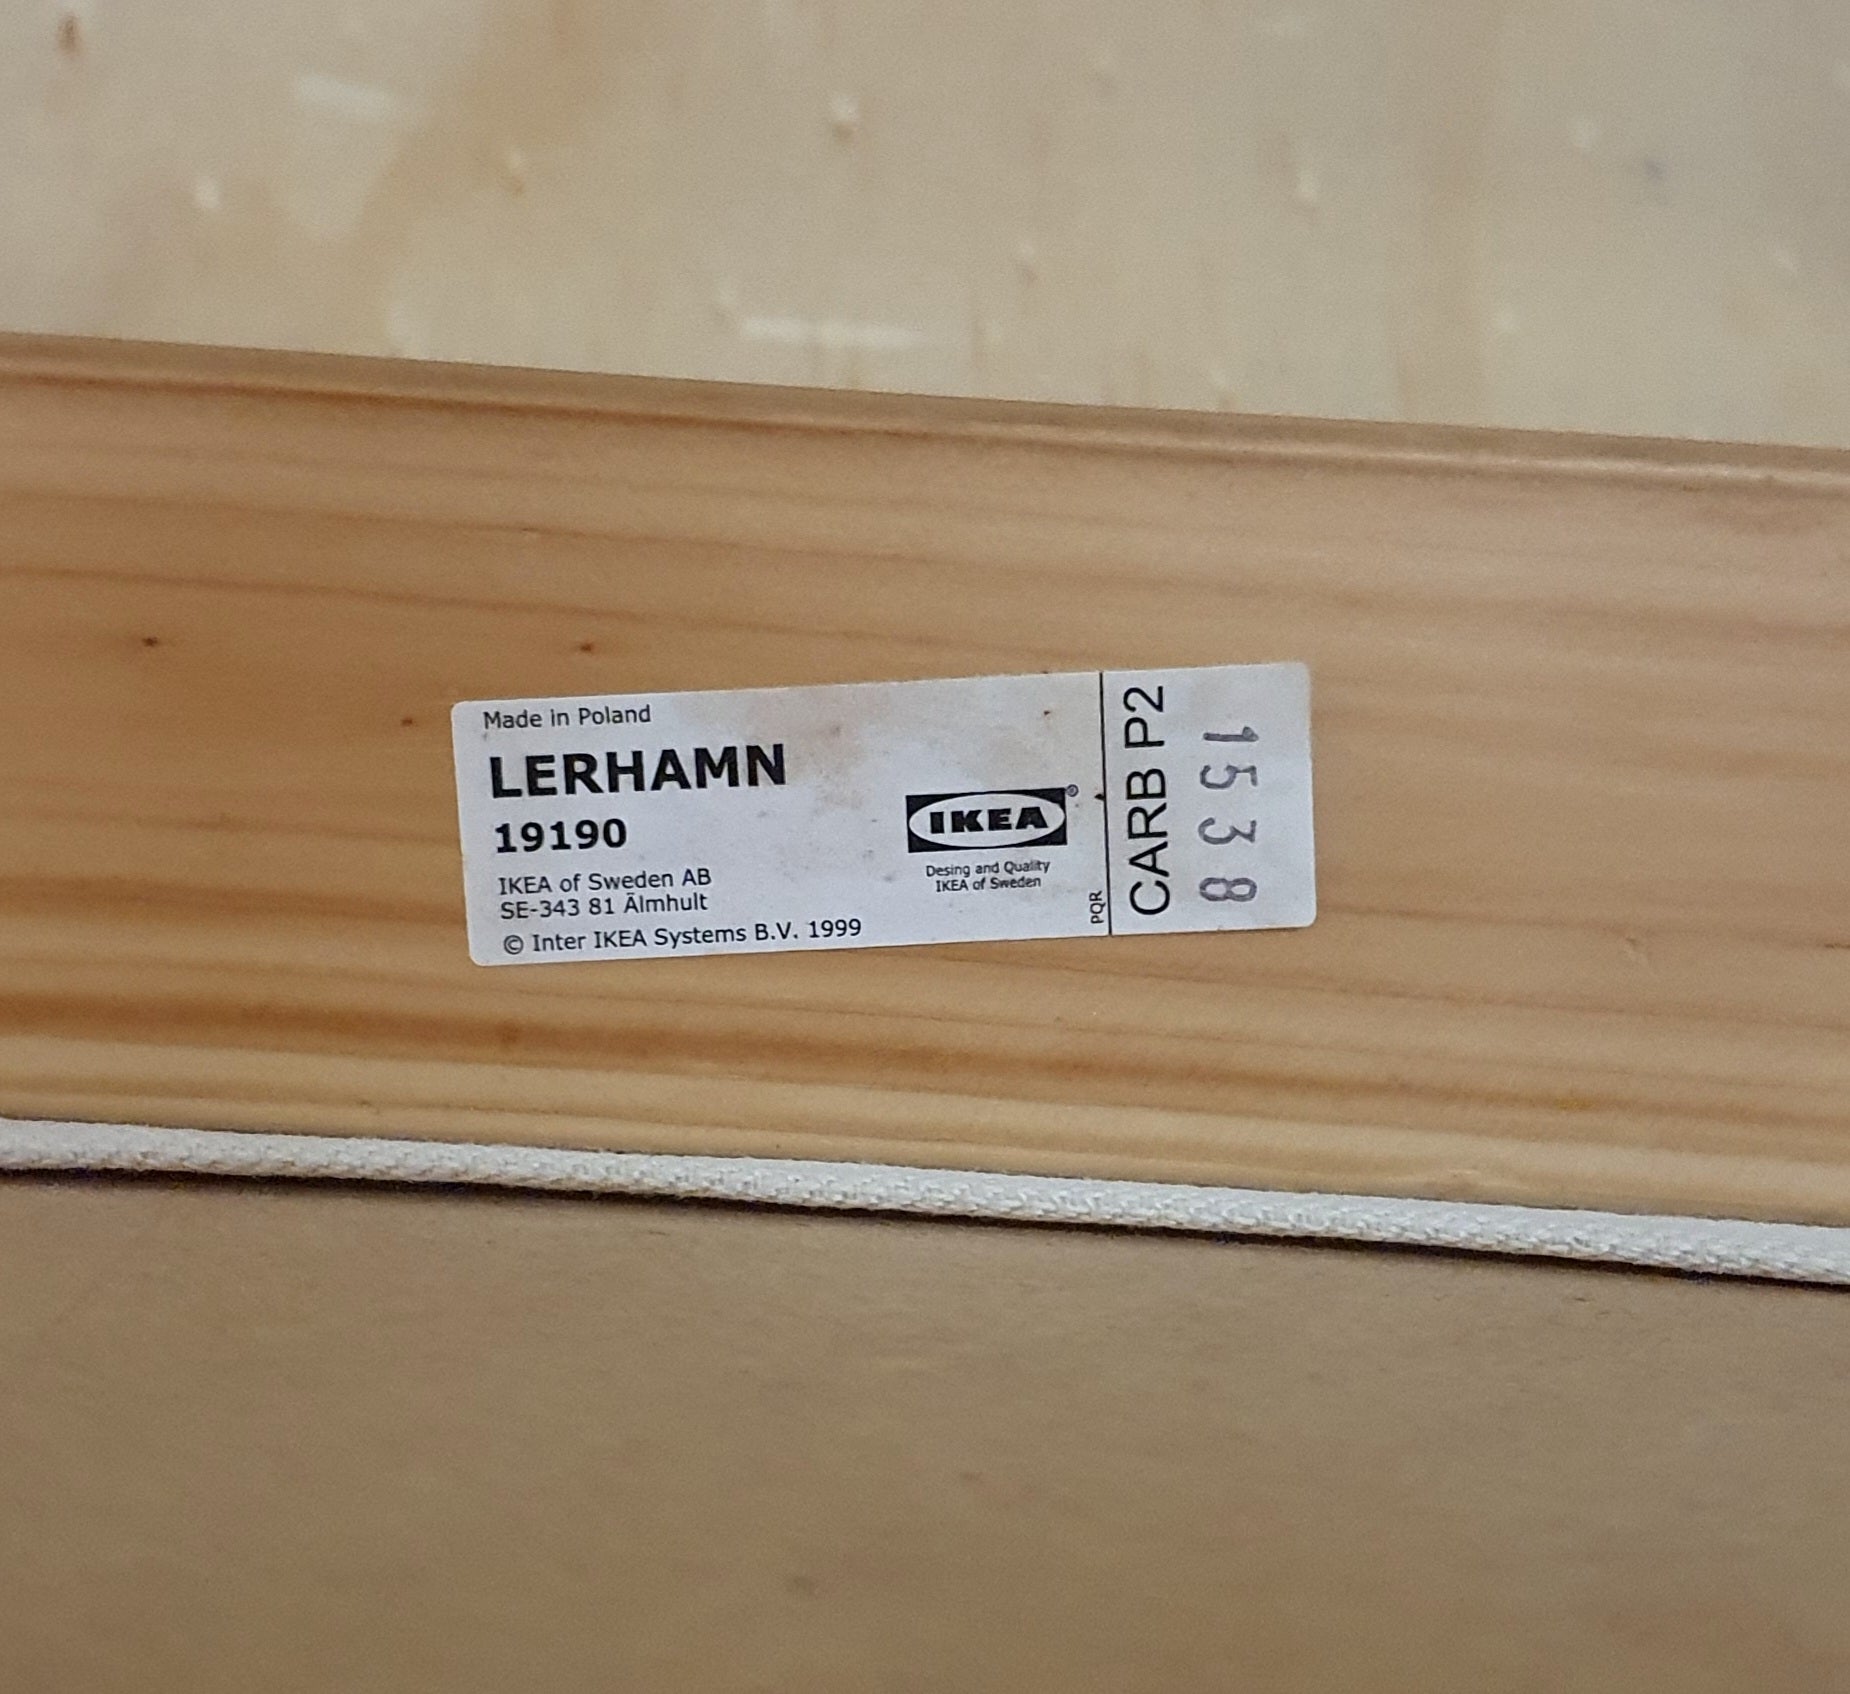 Made in Poland
LERHAMN
19190
IKEA of Sweden AB
SE-343 81 Älmhult
© Inter IKEA Systems B.V. 1999
IKEA®
Desing and Quality
IKEA of Sweden
PQR
CARB P2
1538